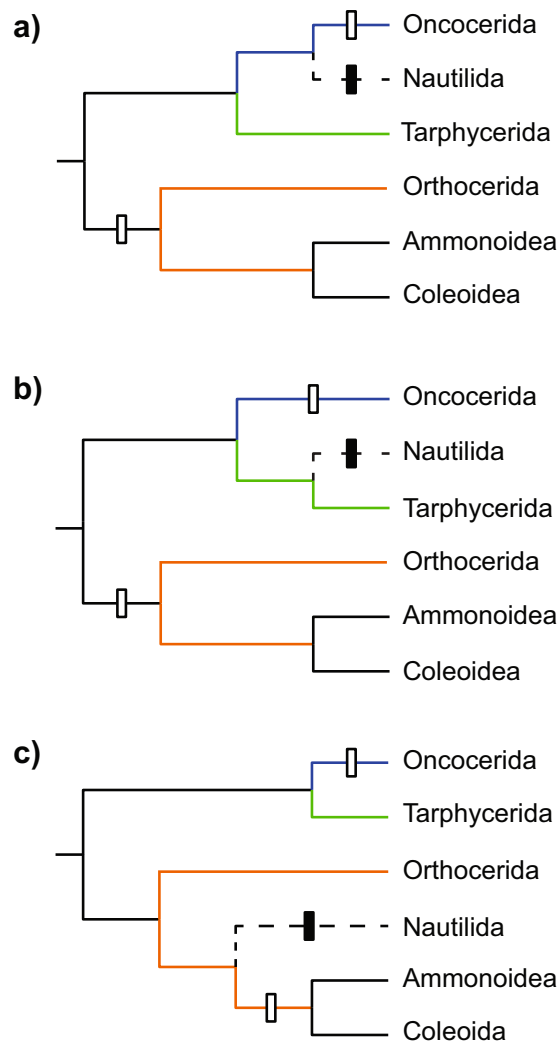 a)
Oncocerida
Nautilida
Tarphycerida
Orthocerida
Ammonoidea
Coleoidea
b)
Oncocerida
Nautilida
Tarphycerida
Orthocerida
Ammonoidea
Coleoidea
c)
Oncocerida
Tarphycerida
Orthocerida
Nautilida
Ammonoidea
Coleoida